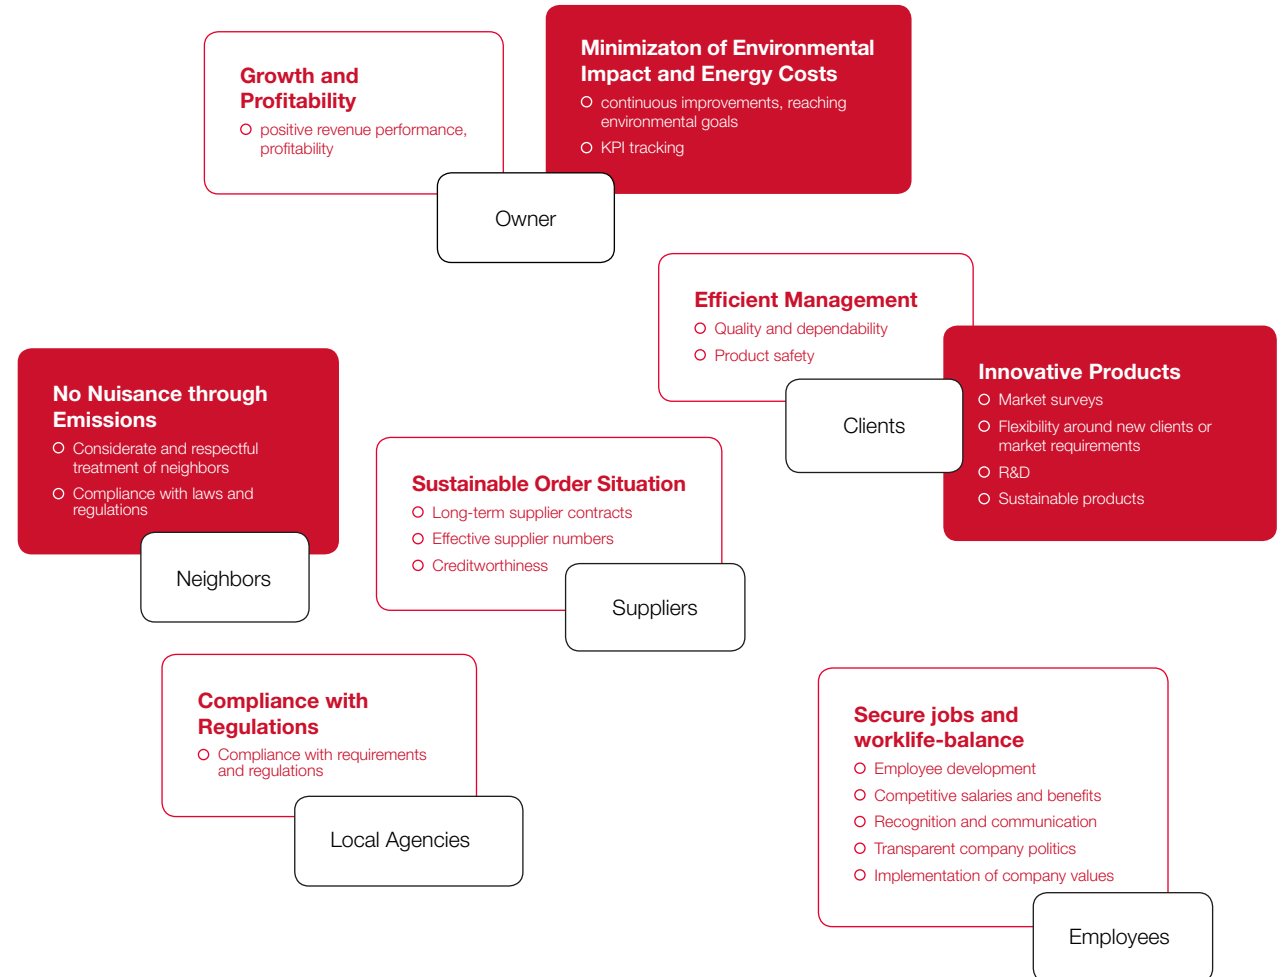 Growth and
Profitability
positive revenue performance,
profitability
Minimizaton of Environmental
Impact and Energy Costs
continuous improvements, reaching
environmental goals
KPI tracking
Owner
Efficient Management
Quality and dependability
Product safety
Clients
Innovative Products
Market surveys
Flexibility around new clients or
market requirements
R&D
Sustainable products
No Nuisance through
Emissions
Considerate and respectful
treatment of neighbors
Compliance with laws and
regulations
Neighbors
Sustainable Order Situation
Long-term supplier contracts
Effective supplier numbers
Creditworthiness
Suppliers
Compliance with
Regulations
Compliance with requirements
and regulations
Local Agencies
Secure jobs and
worklife-balance
Employee development
Competitive salaries and benefits
Recognition and communication
Transparent company politics
Implementation of company values
Employees